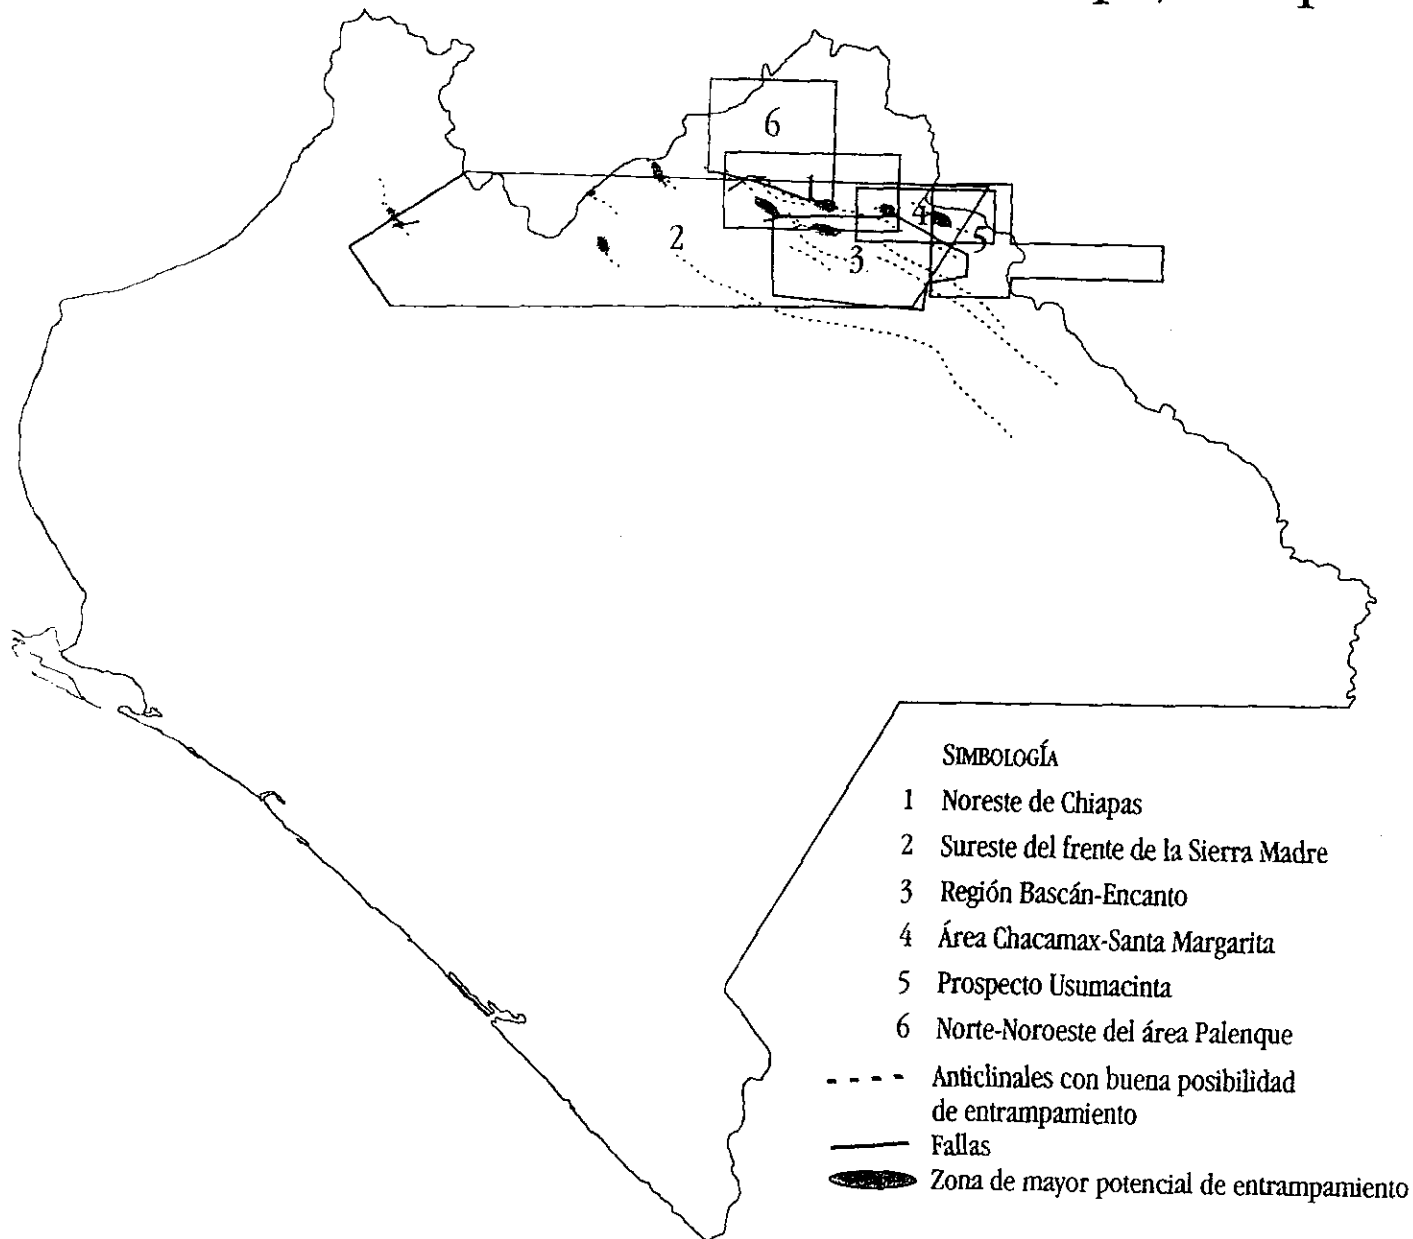 6
1
4
2
5
3
SIMBOLOGÍA
1 Noreste de Chiapas
2 Sureste del frente de la Sierra Madre
3 Región Bascán-Encanto
4 Área Chacamax-Santa Margarita
5 Prospecto Usumacinta
6 Norte-Noroeste del área Palenque
Anticlinales con buena posibilidad
de entrampamiento
Fallas
Zona de mayor potencial de entrampamiento